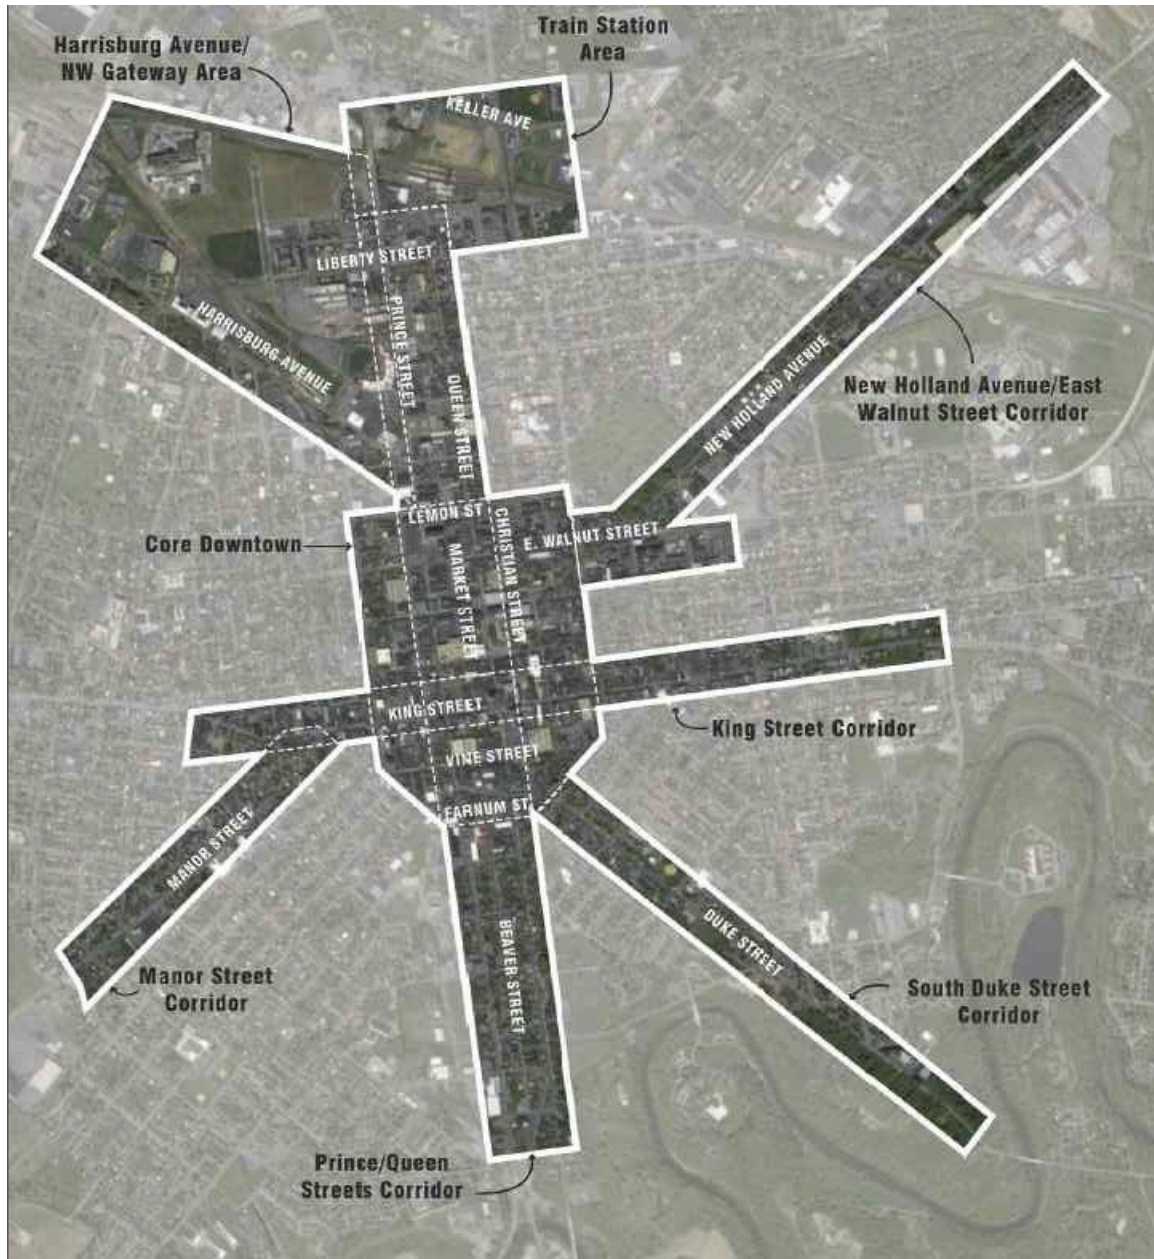 Train Station
Area
Harrisburg Avenue/
NW Gateway Area
KELLER AVE
LIBERTY STREET
HARRISBURG AVENUE
PRINCE STREET
QUEEN STREET
NEW HOLLAND AVENUE
New Holland Avenue/East
Walnut Street Corridor
LEMON ST
CHRISTIAN STREET
E. WALNUT STREET
Core Downtown
MARKET STREET
KING STREET
King Street Corridor
VINE STREET
FARNUM ST
MANOR STREET
BEAVER STREET
DUKE STREET
Manor Street
Corridor
South Duke Street
Corridor
Prince/Queen
Streets Corridor